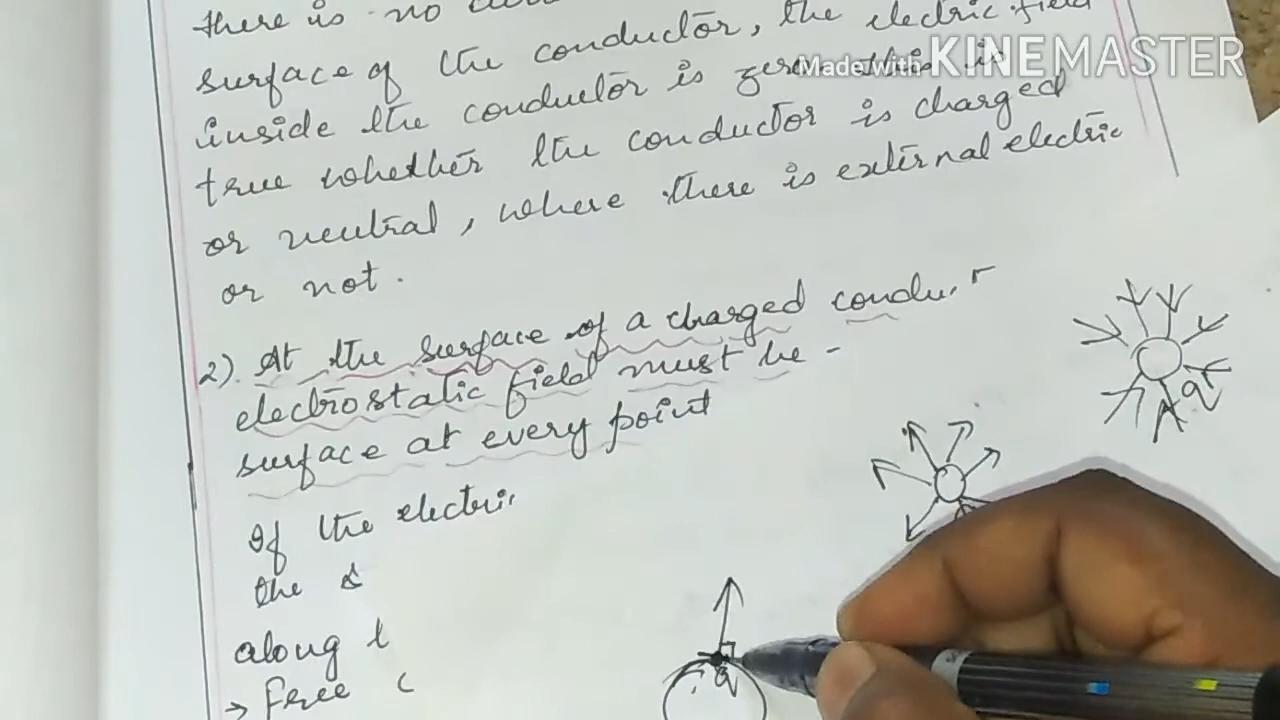 there is no
surface of the conductor, the electric field
Made with KINEMASTER
inside the conductor is zero this is
true whether the conductor is charged
or neutral, where there is external electric
or not.
2). At the surface of a charged
electrostatic field must be -
surface at every point
If the
the
along
→ free
q
q